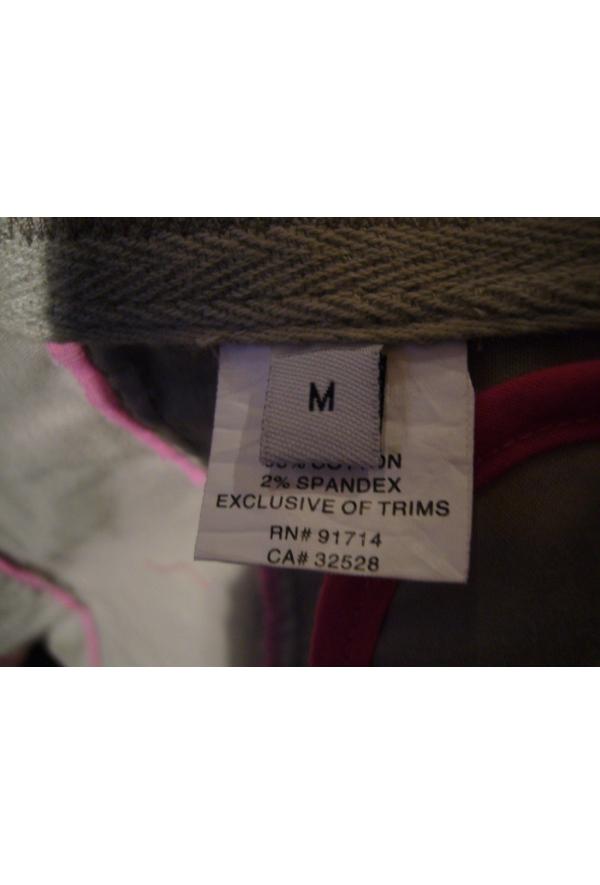 M
2% SPANDEX
EXCLUSIVE OF TRIMS
RN# 91714
CA# 32528